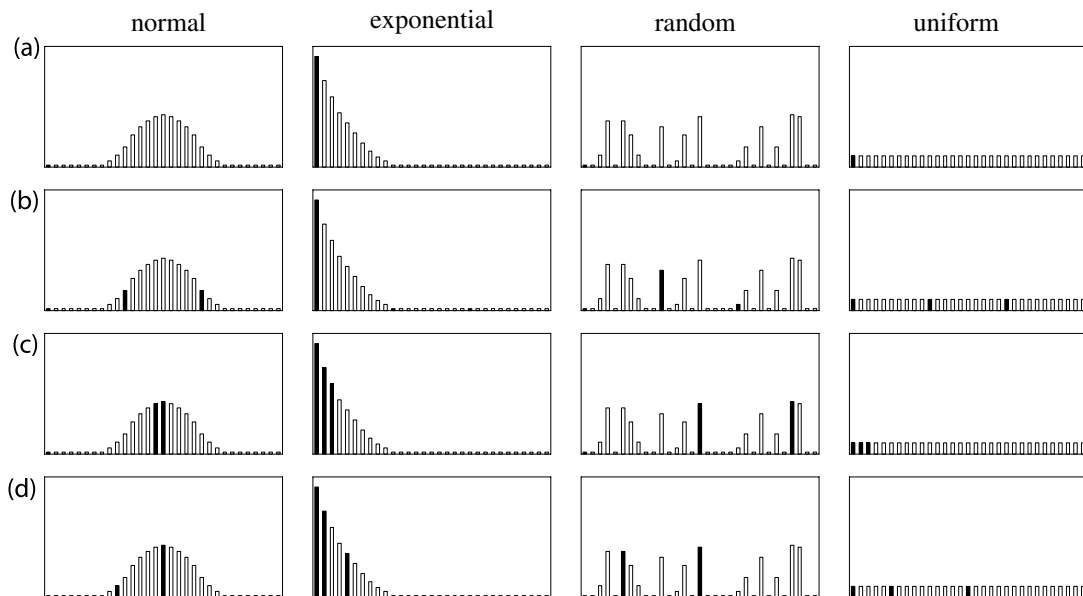 normal exponential random uniform
(a)
(b)
(c)
(d)